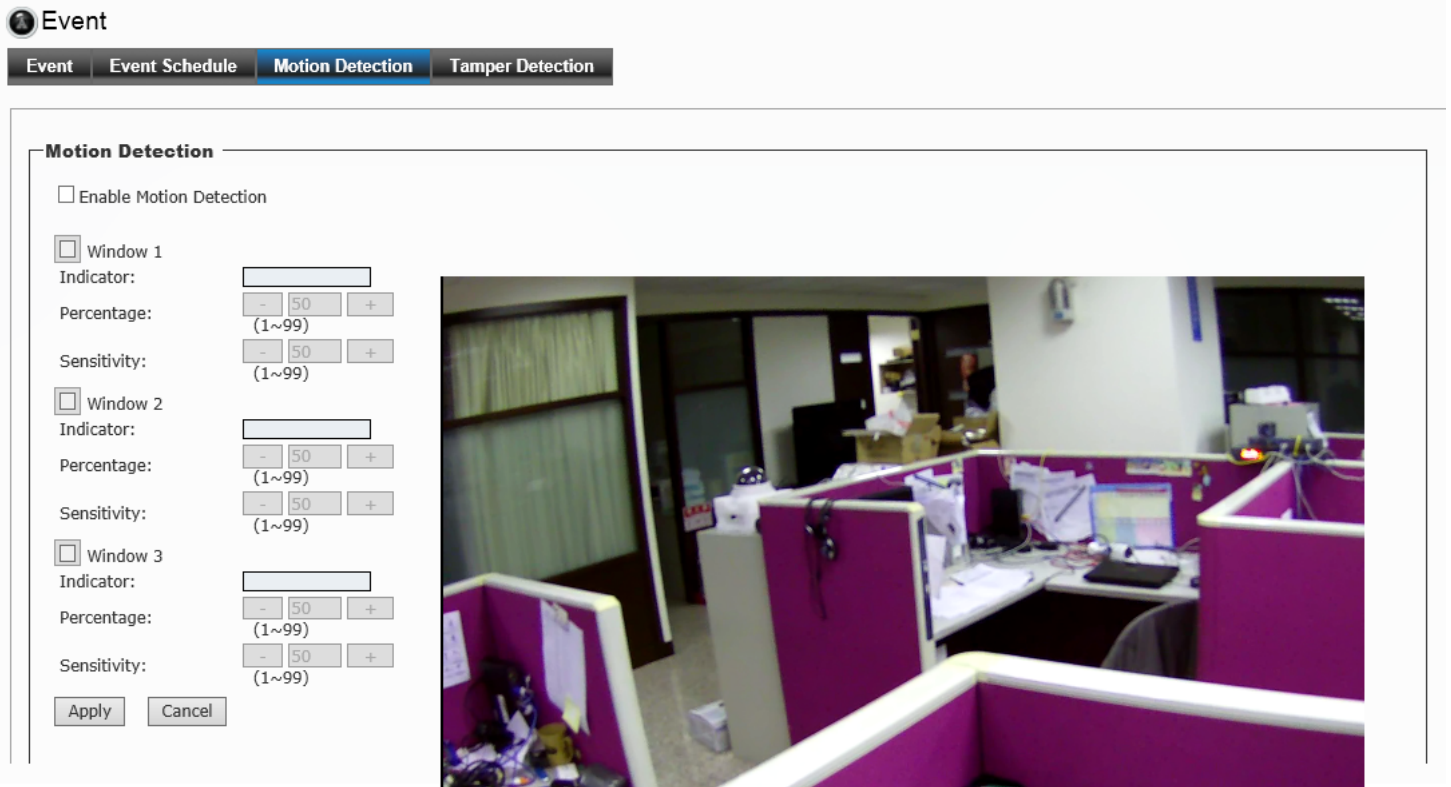 Event
Event Event Schedule Motion Detection Tamper Detection
Motion Detection
Enable Motion Detection
Window 1
Indicator:
Percentage: - 50 +
(1~99)
Sensitivity: - 50 +
(1~99)
Window 2
Indicator:
Percentage: - 50 +
(1~99)
Sensitivity: - 50 +
(1~99)
Window 3
Indicator:
Percentage: - 50 +
(1~99)
Sensitivity: - 50 +
(1~99)
Apply Cancel